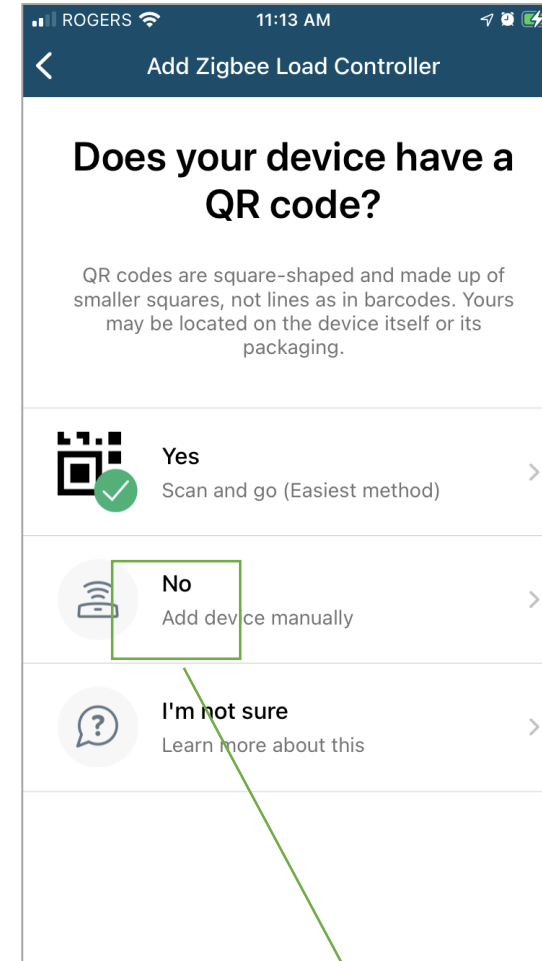 ROGERS 11:13 AM
Add Zigbee Load Controller
Does your device have a
QR code?
QR codes are square-shaped and made up of
smaller squares, not lines as in barcodes. Yours
may be located on the device itself or its
packaging.
Yes
Scan and go (Easiest method)
No
Add device manually
?
I'm not sure
Learn more about this